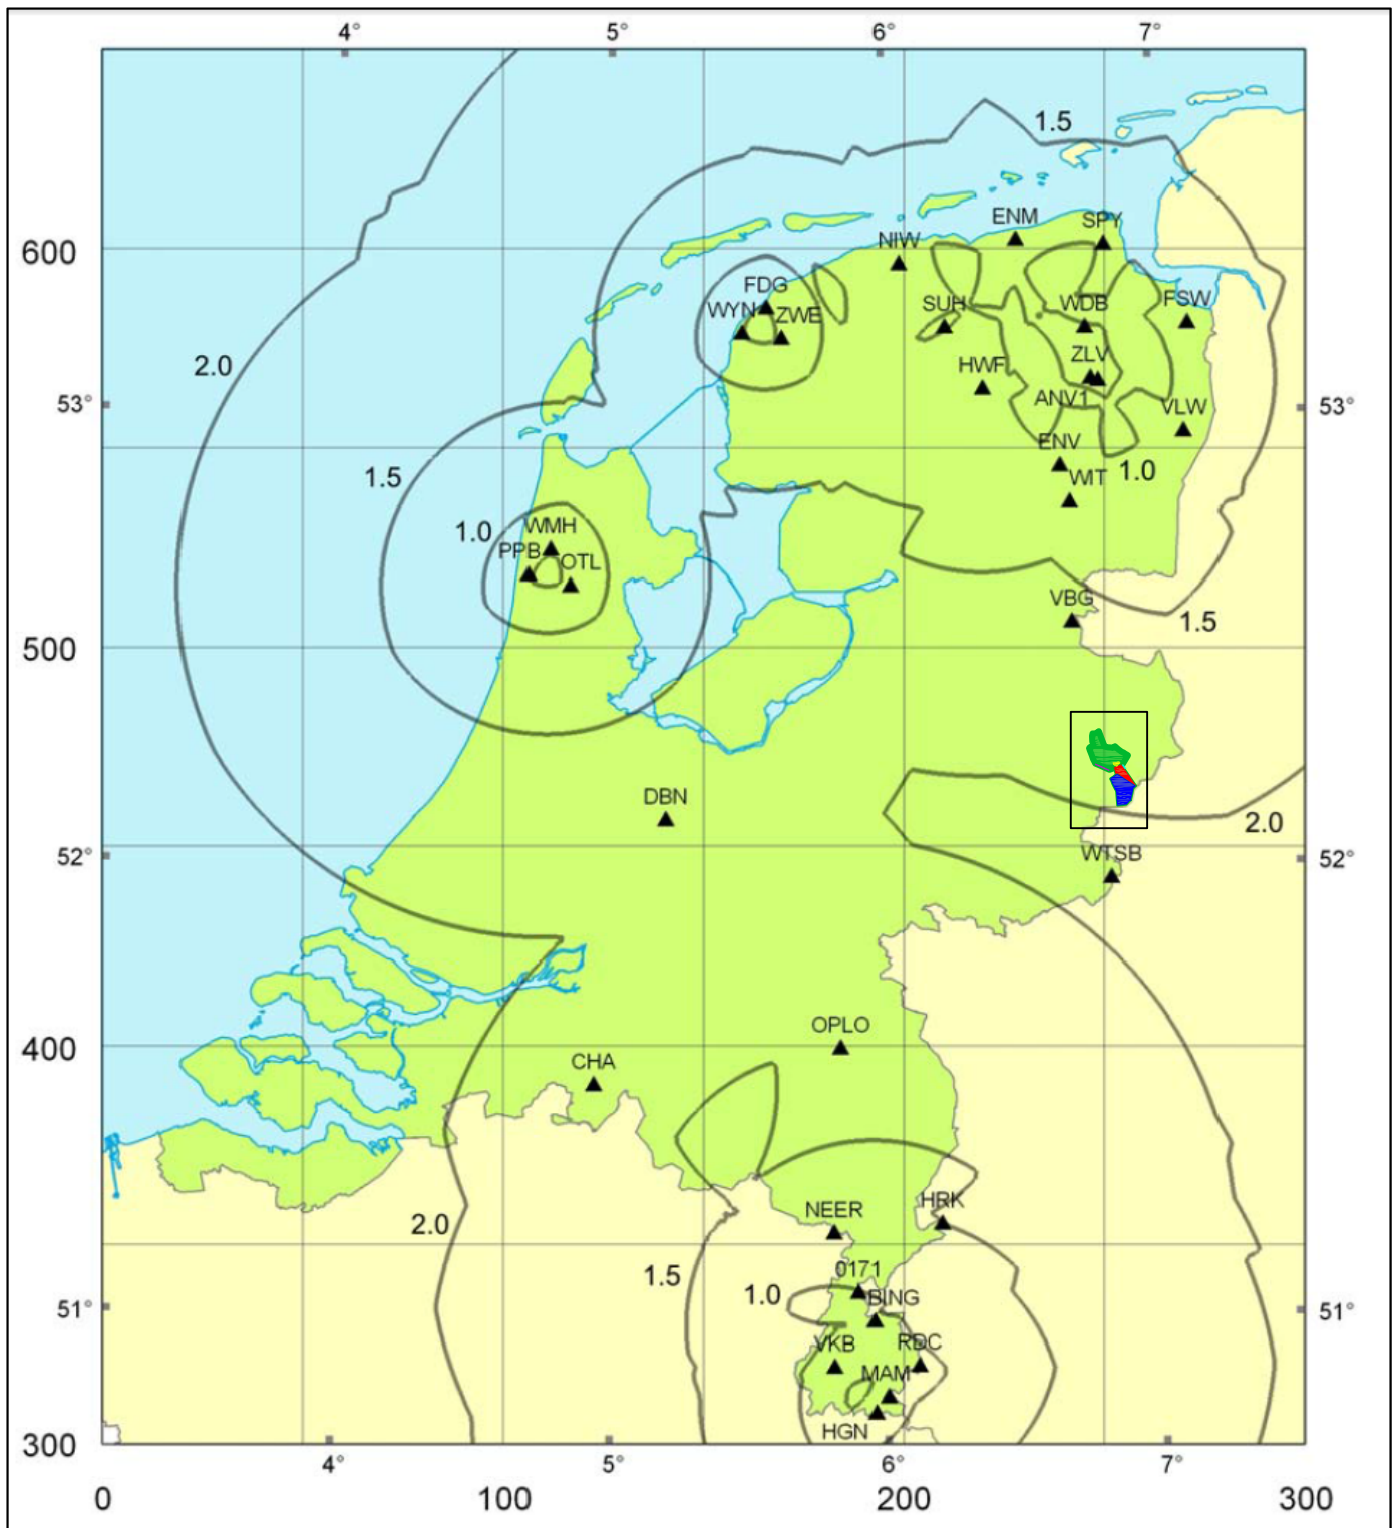 4° 5° 6° 7°
1.5
ENM SPY
600 NIW
FDG SUH WDB FSW
WYN ZWE
ZLV
2.0 HWF
53° ANV1 VLW 53°
ENV
1.5 WIT 1.0
1.0 WMH
PPB OTL
VBG
1.5
500
DBN
2.0
52° WTSB 52°
OPLO
400 CHA
NEER HRK
2.0
0171
1.5 1.0 BING
51° 51°
VKB RDC
MAM
HGN
300
4° 5° 6° 7°
0 100 200 300